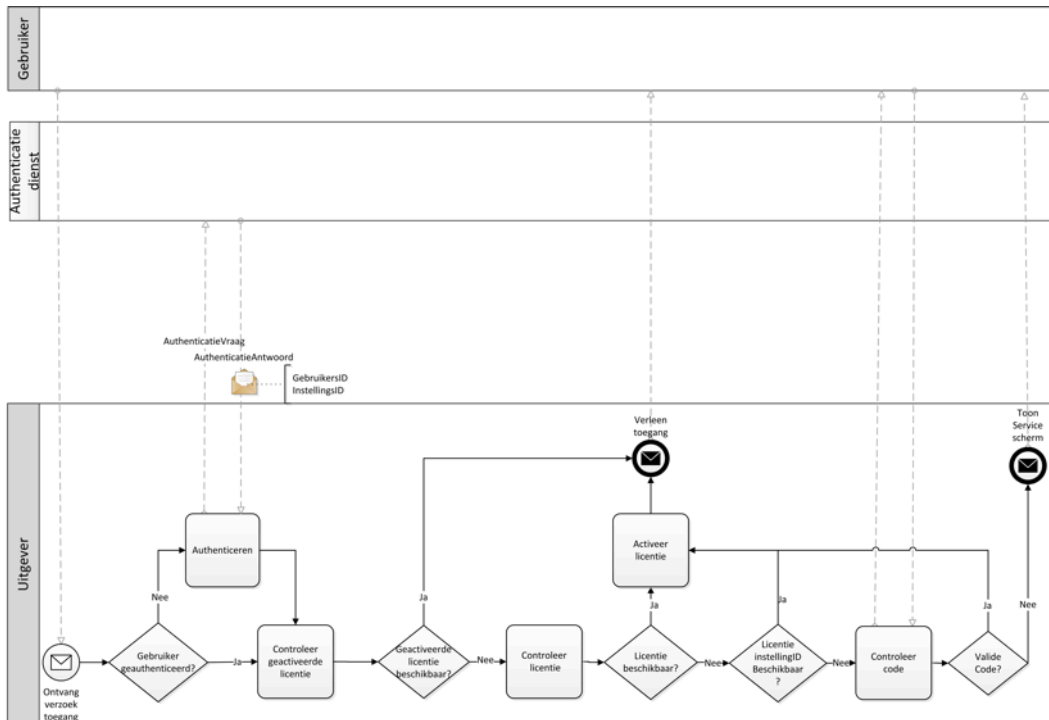 Gebruiker
Authenticatie
dienst
AuthenticatieVraag
AuthenticatieAntwoord
GebruikersID
InstellingsID
Uitgever
Verleen
toegang
Toon
Service
scherm
Authenticeren
Activeer
licentie
Nee
Ja
Ja
Ja
Ja
Nee
Gebruiker
geauthenticeerd?
Ja
Controleer
geactiveerde
licentie
Geactiveerde
licentie
beschikbaar?
Nee
Controleer
licentie
Licentie
beschikbaar?
Nee
Licentie
instellingID
Beschikbaar
?
Nee
Controleer
code
Valide
Code?
Ontvang
verzoek
toegang